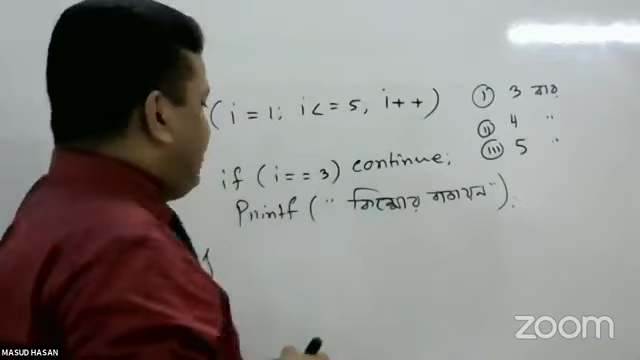 ( i = 1; i <= 5, i++) (i) 3 বার
(ii) 4 "
if (i == 3) continue; (iii) 5 "
Printf ( " ").
MASUD HASAN
zoom